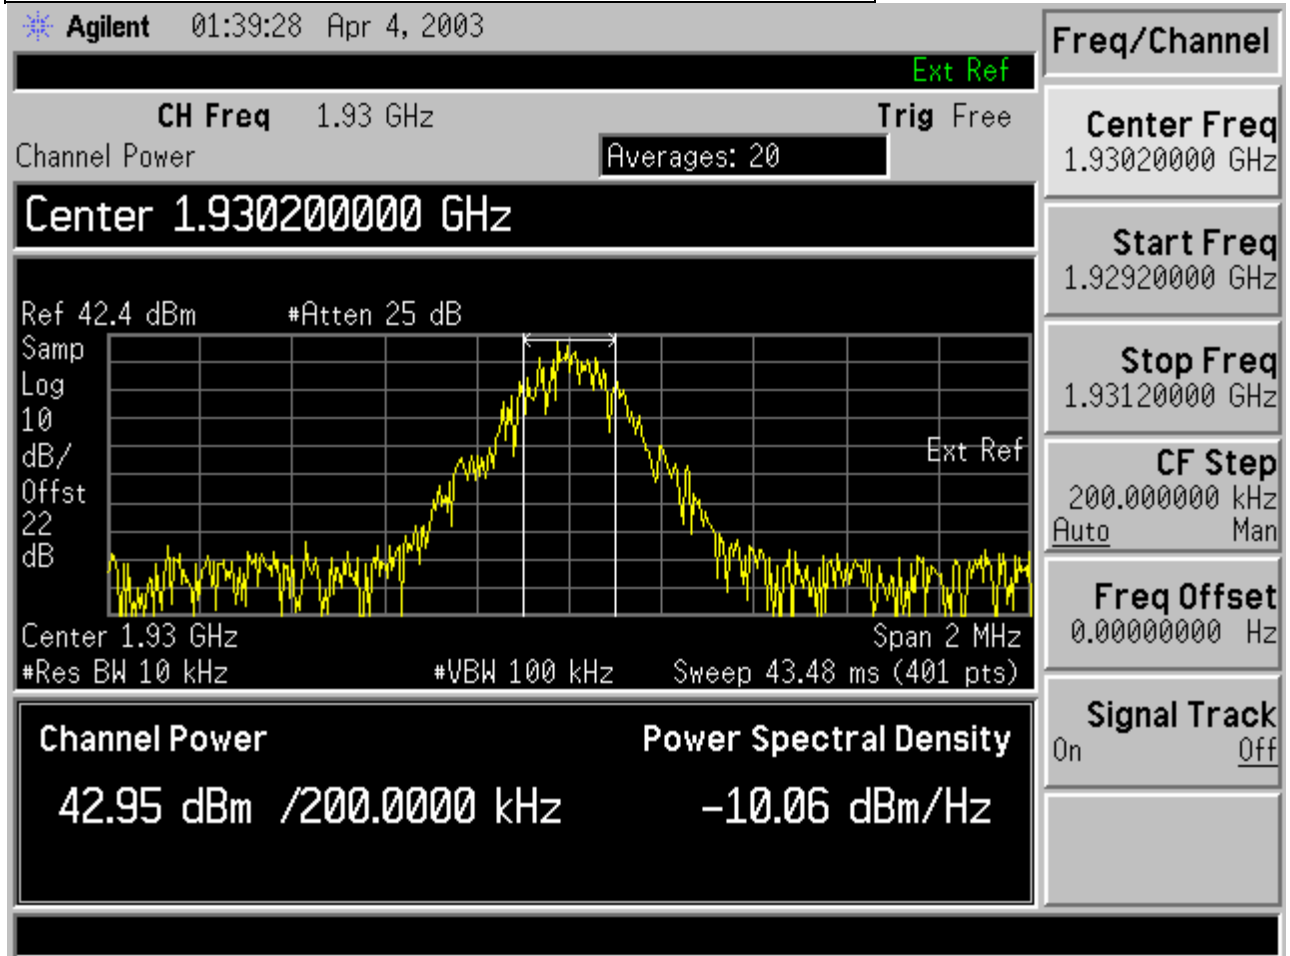 Agilent 01:39:28 Apr 4, 2003
Ext Ref
CH Freq 1.93 GHz Trig Free
Channel Power Averages: 20
Center 1.930200000 GHz
Ref 42.4 dBm #Atten 25 dB
Samp
Log
10
dB/
Offst
22
dB
Ext Ref
Center 1.93 GHz Span 2 MHz
#Res BW 10 kHz #VBW 100 kHz Sweep 43.48 ms (401 pts)
Channel Power Power Spectral Density
42.95 dBm /200.0000 kHz -10.06 dBm/Hz
Freq/Channel
Center Freq
1.93020000 GHz
Start Freq
1.92920000 GHz
Stop Freq
1.93120000 GHz
CF Step
200.000000 kHz
Auto Man
Freq Offset
0.00000000 Hz
Signal Track
On Off